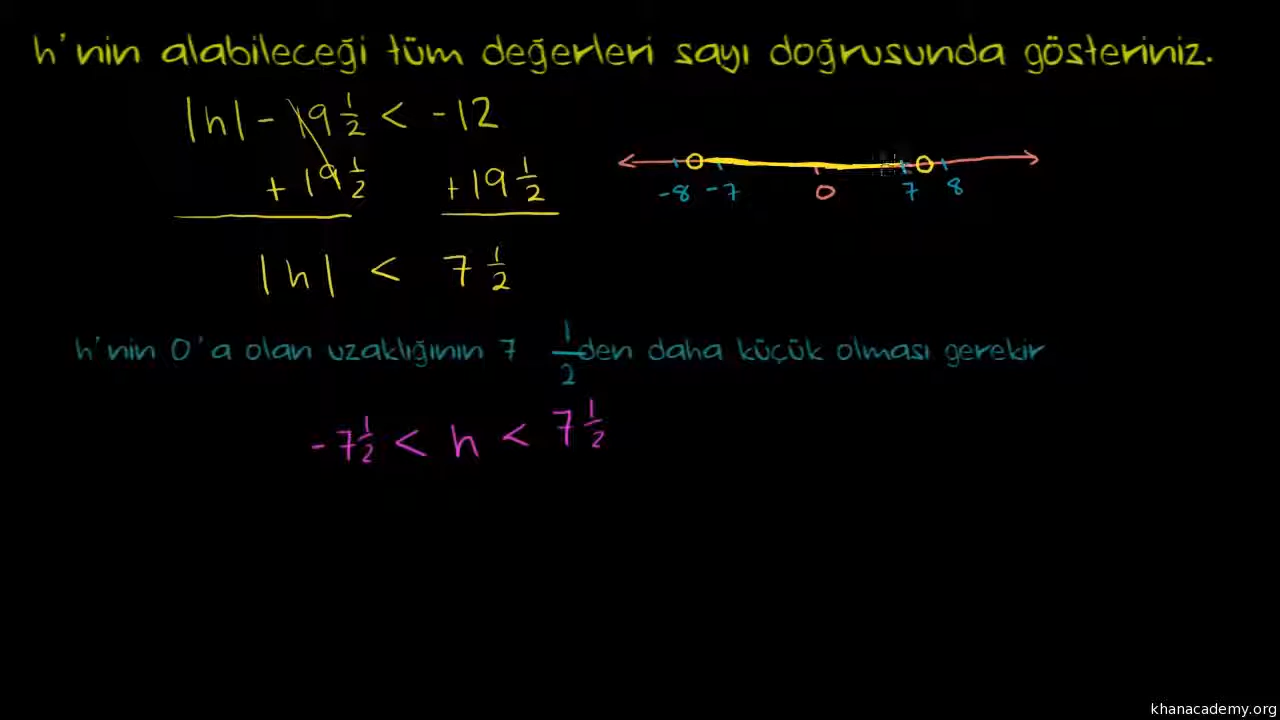 h'nin alabileceği tüm değerleri sayı doğrusunda gösteriniz.
|h| - 19 1/2 < -12
+ 19 1/2 +19 1/2
|h| < 7 1/2
-8 -7 0 7 8
h'nin 0'a olan uzaklığının 7 1/2 den daha küçük olması gerekir
-7 1/2 < h < 7 1/2
khanacademy.org